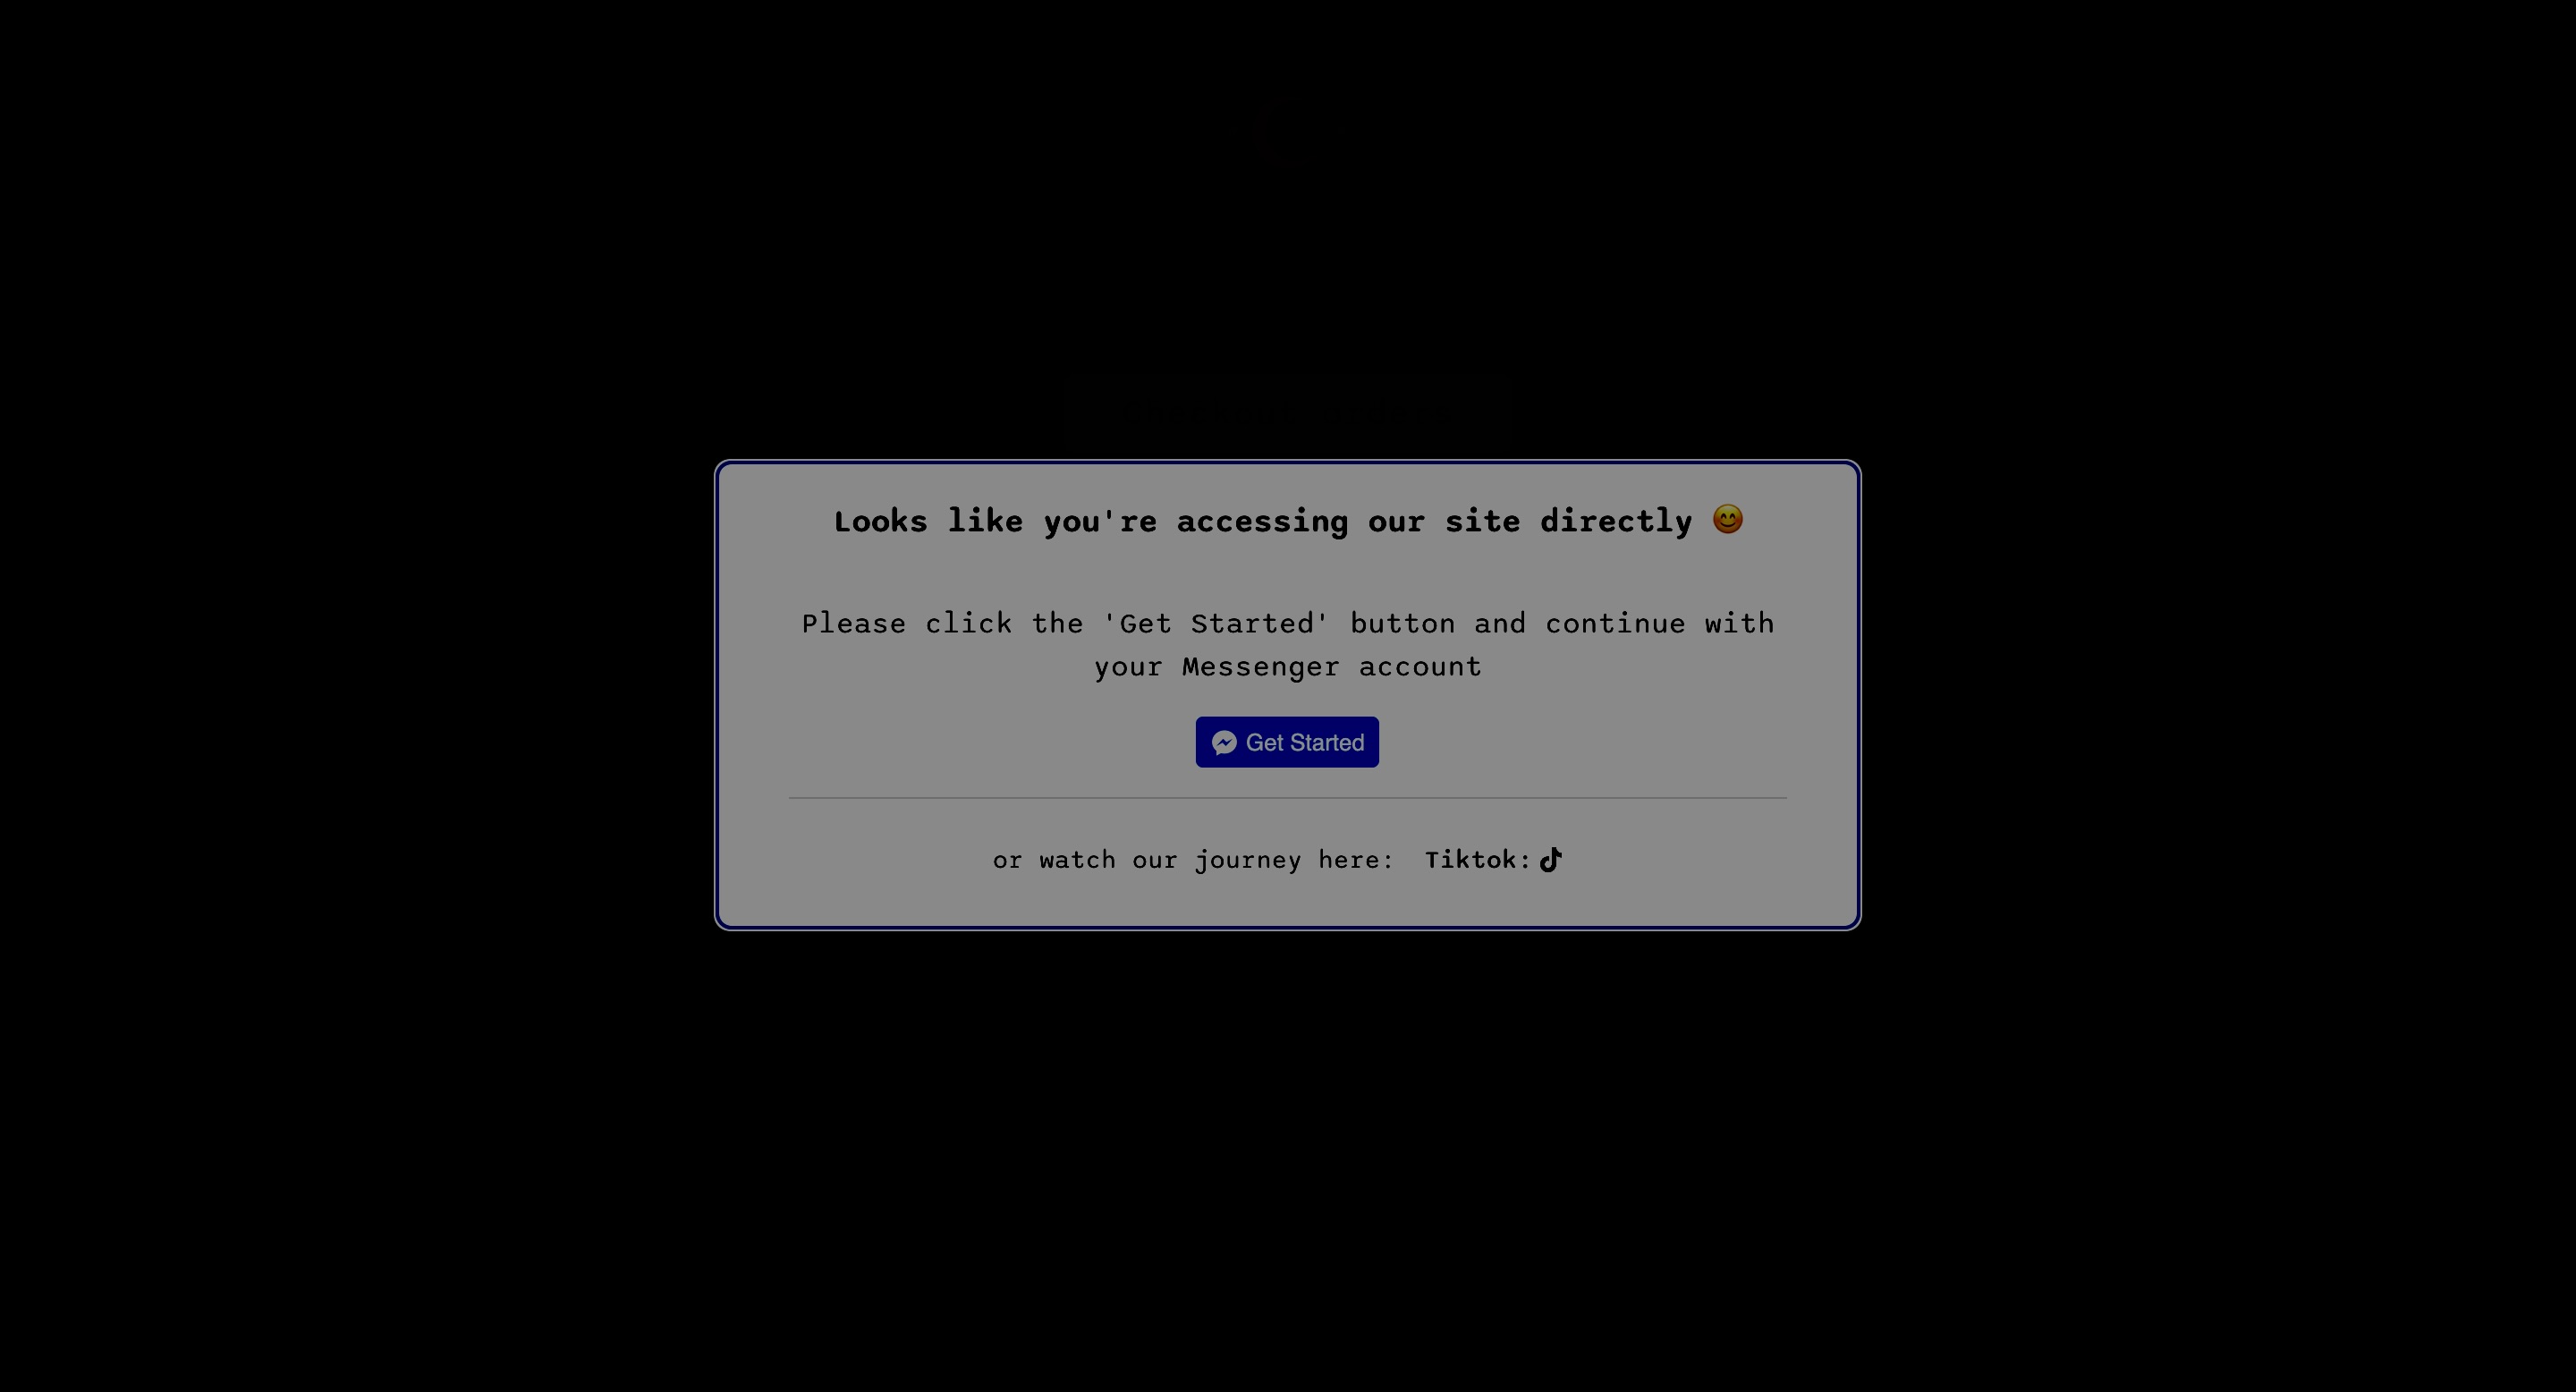 Looks like you're accessing our site directly 😊
Please click the 'Get Started' button and continue with
your Messenger account
Get Started
or watch our journey here: Tiktok: